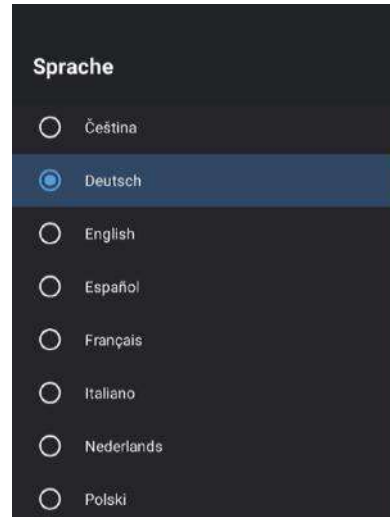 Sprache
Čeština
Deutsch
English
Español
Français
Italiano
Nederlands
Polski